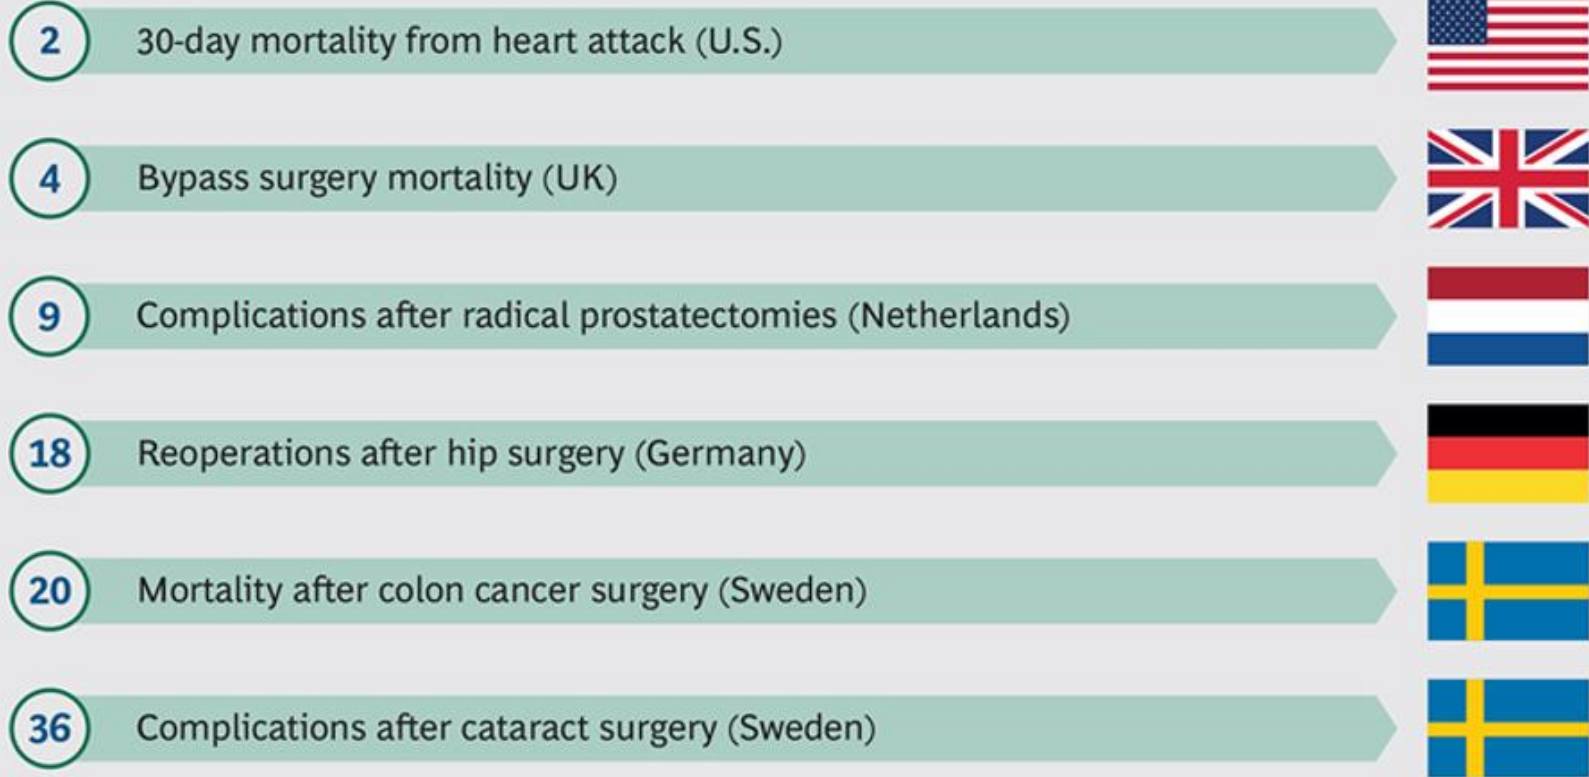 2 30-day mortality from heart attack (U.S.)
4 Bypass surgery mortality (UK)
9 Complications after radical prostatectomies (Netherlands)
18 Reoperations after hip surgery (Germany)
20 Mortality after colon cancer surgery (Sweden)
36 Complications after cataract surgery (Sweden)